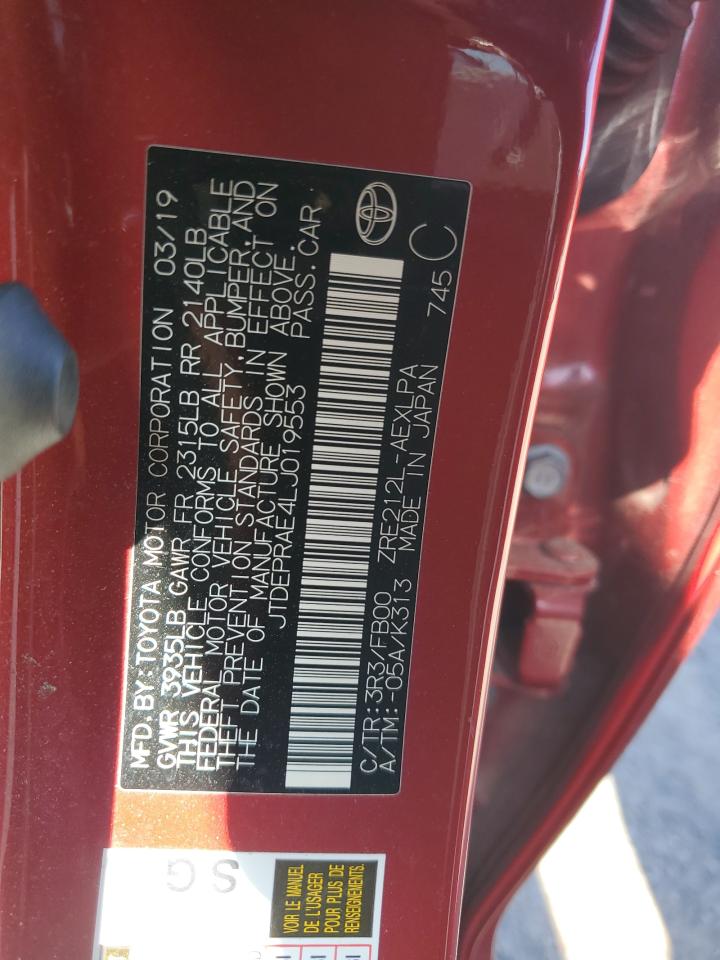 MFD. BY: TOYOTA MOTOR CORPORATION 03/19
GVWR 3935LB GAWR FR 2315LB RR 2140LB
THIS VEHICLE CONFORMS TO ALL APPLICABLE
FEDERAL MOTOR VEHICLE SAFETY, BUMPER, AND
THEFT PREVENTION STANDARDS IN EFFECT ON
THE DATE OF MANUFACTURE SHOWN ABOVE.
JTDEPRAE4LJ019553 PASS. CAR
C/TR: 3R3/FB00 ZRE212L-AEXLPA
A/TM: -05A/K313 MADE IN JAPAN 745 C
SG
VOIR LE MANUEL
DE L'USAGER
POUR PLUS DE
RENSEIGNEMENTS.